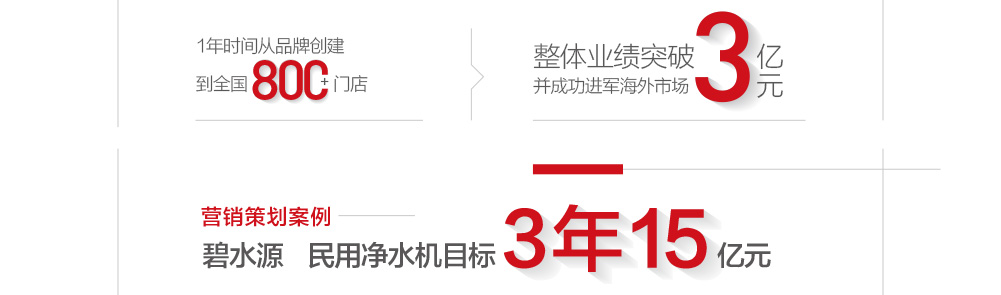 1年时间从品牌创建
到全国800+门店
整体业绩突破3亿元
并成功进军海外市场
营销策划案例
碧水源 民用净水机目标3年15亿元